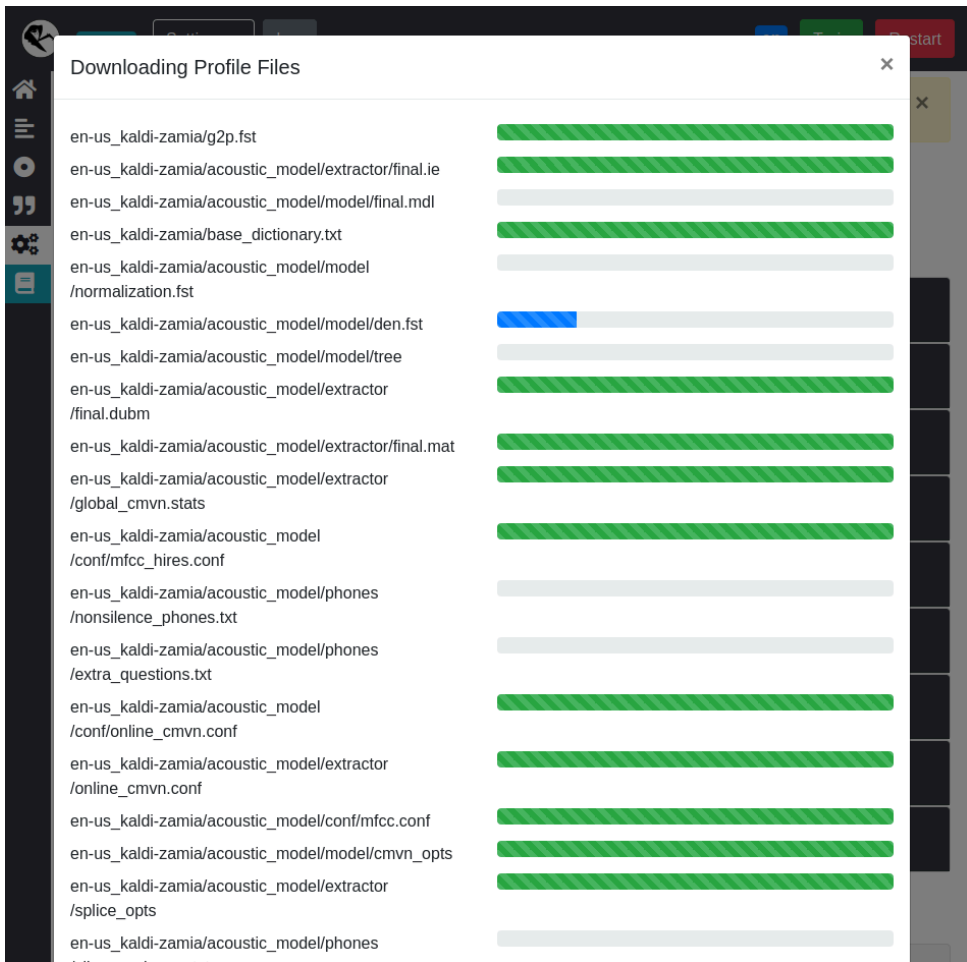 Downloading Profile Files
×
×
en-us_kaldi-zamia/g2p.fst
en-us_kaldi-zamia/acoustic_model/extractor/final.ie
en-us_kaldi-zamia/acoustic_model/model/final.mdl
en-us_kaldi-zamia/base_dictionary.txt
en-us_kaldi-zamia/acoustic_model/model
/normalization.fst
en-us_kaldi-zamia/acoustic_model/model/den.fst
en-us_kaldi-zamia/acoustic_model/model/tree
en-us_kaldi-zamia/acoustic_model/extractor
/final.dubm
en-us_kaldi-zamia/acoustic_model/extractor/final.mat
en-us_kaldi-zamia/acoustic_model/extractor
/global_cmvn.stats
en-us_kaldi-zamia/acoustic_model
/conf/mfcc_hires.conf
en-us_kaldi-zamia/acoustic_model/phones
/nonsilence_phones.txt
en-us_kaldi-zamia/acoustic_model/phones
/extra_questions.txt
en-us_kaldi-zamia/acoustic_model
/conf/online_cmvn.conf
en-us_kaldi-zamia/acoustic_model/extractor
/online_cmvn.conf
en-us_kaldi-zamia/acoustic_model/conf/mfcc.conf
en-us_kaldi-zamia/acoustic_model/model/cmvn_opts
en-us_kaldi-zamia/acoustic_model/extractor
/splice_opts
en-us_kaldi-zamia/acoustic_model/phones